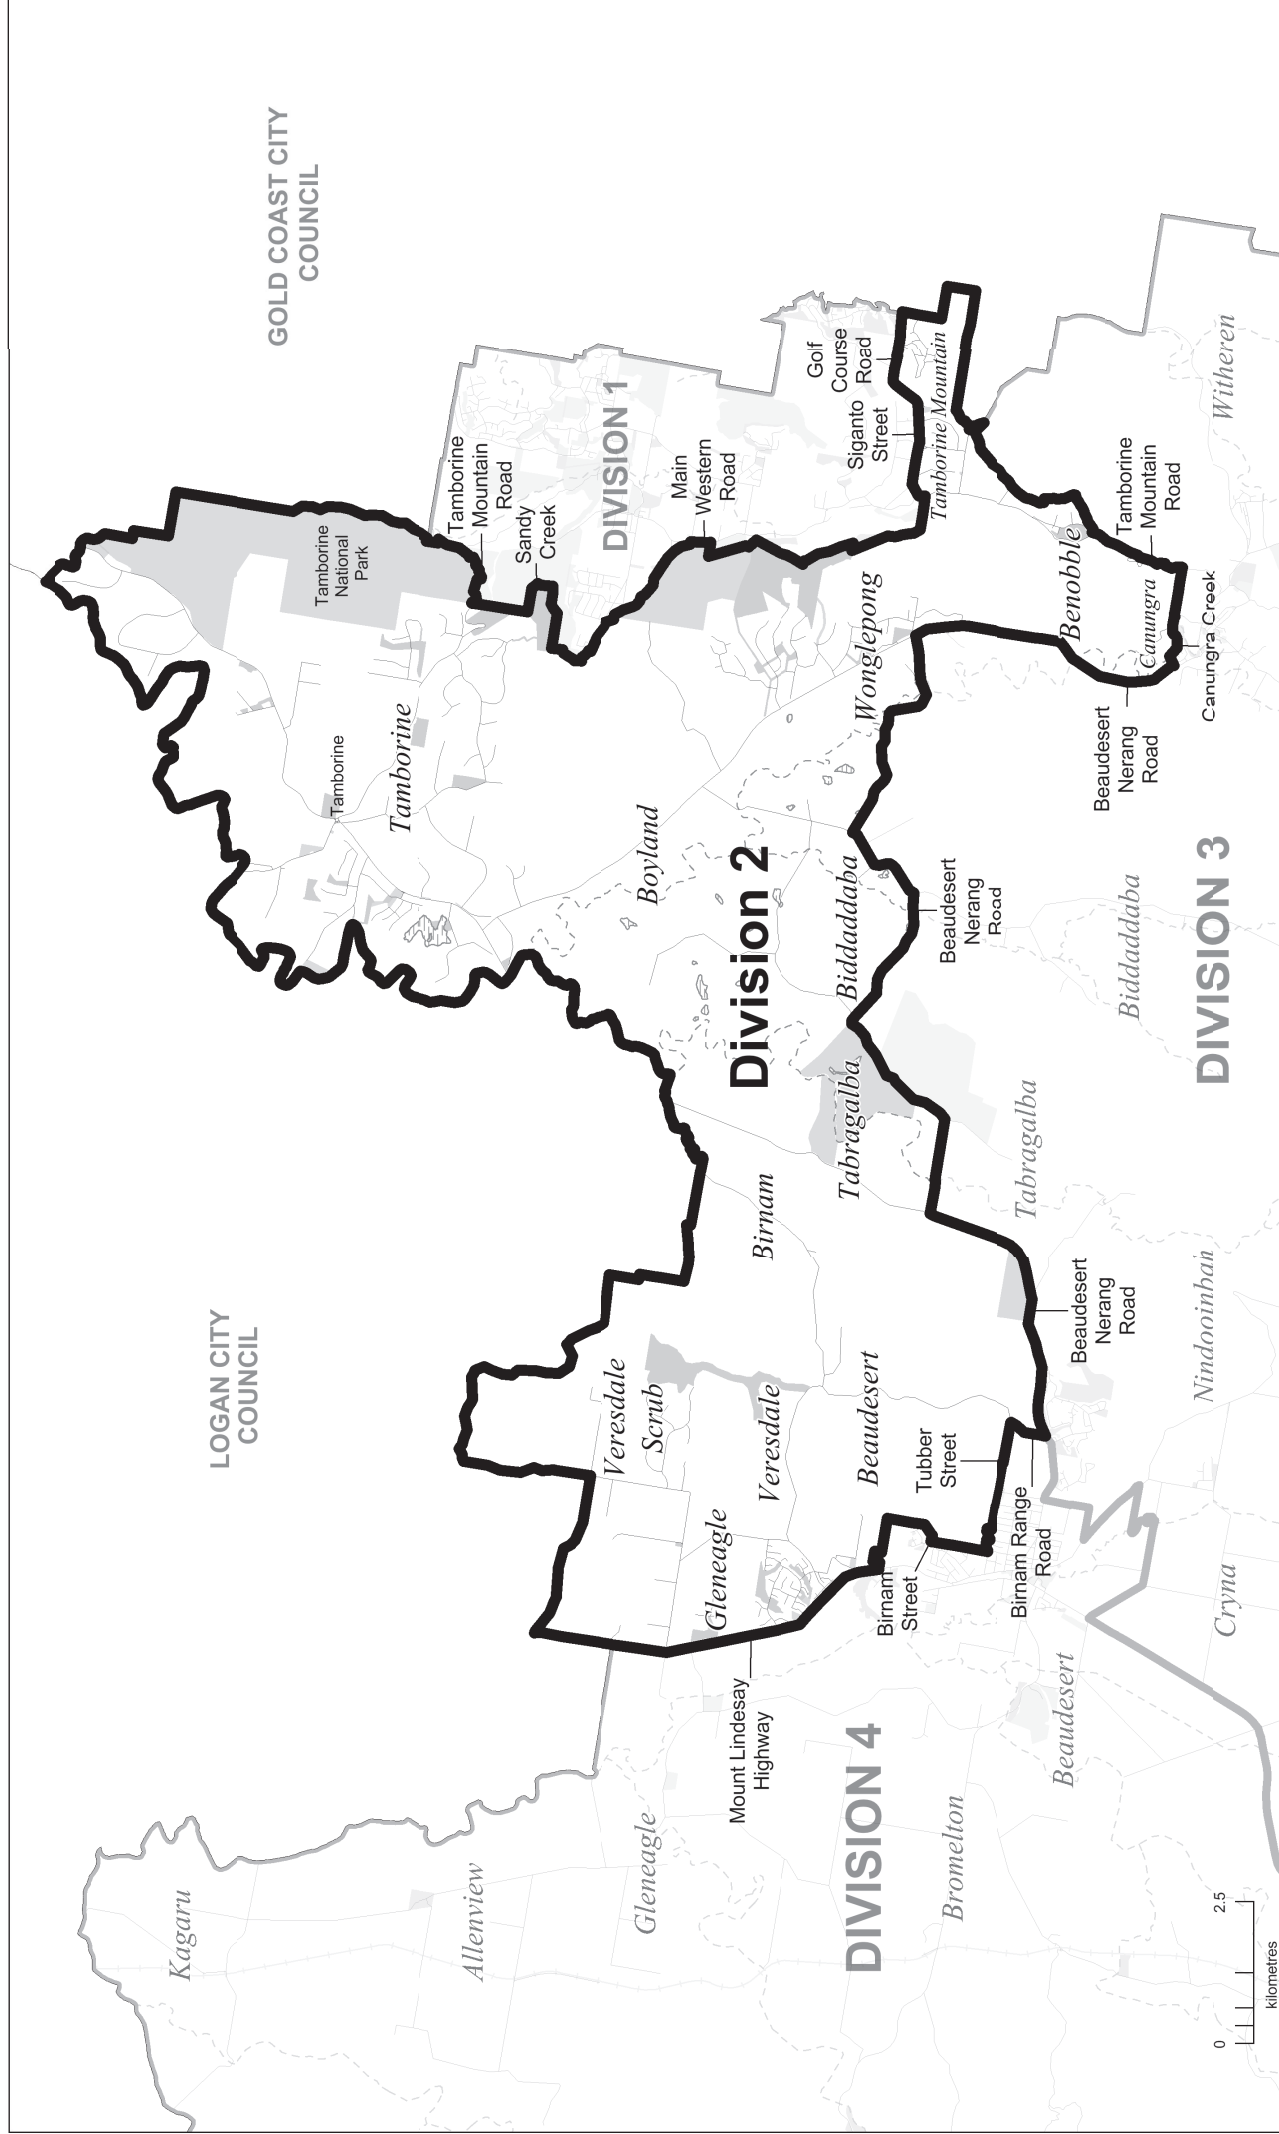 GOLD COAST CITY
COUNCIL
LOGAN CITY
COUNCIL
Tamborine
National
Park
Tamborine
Mountain
Road
Sandy
Creek
DIVISION 1
Main
Western
Road
Golf
Course
Road
Siganto
Street
Tamborine Mountain
Witheren
Tamborine
Mountain
Road
Benobble
Canungra
Canungra Creek
Wonglepong
Beaudesert
Nerang
Road
Tamborine
Tamborine
Boyland
Division 2
Biddaddaba
Beaudesert
Nerang
Road
Biddaddaba
DIVISION 3
Tabragalba
Tabragalba
Birnam
Beaudesert
Nerang
Road
Nindooinbah
Veresdale
Scrub
Veresdale
Beaudesert
Tubber
Street
Gleneagle
Birnam
Street
Birnam Range
Road
Cryna
Beaudesert
Mount Lindesay
Highway
DIVISION 4
Bromelton
Gleneagle
Allenview
Kagaru
0
2.5
kilometres